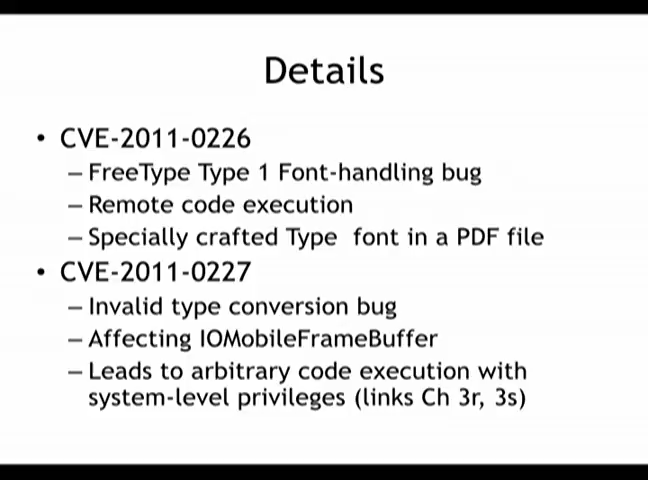 Details
• CVE-2011-0226
– FreeType Type 1 Font-handling bug
– Remote code execution
– Specially crafted Type font in a PDF file
• CVE-2011-0227
– Invalid type conversion bug
– Affecting IOMobileFrameBuffer
– Leads to arbitrary code execution with
system-level privileges (links Ch 3r, 3s)